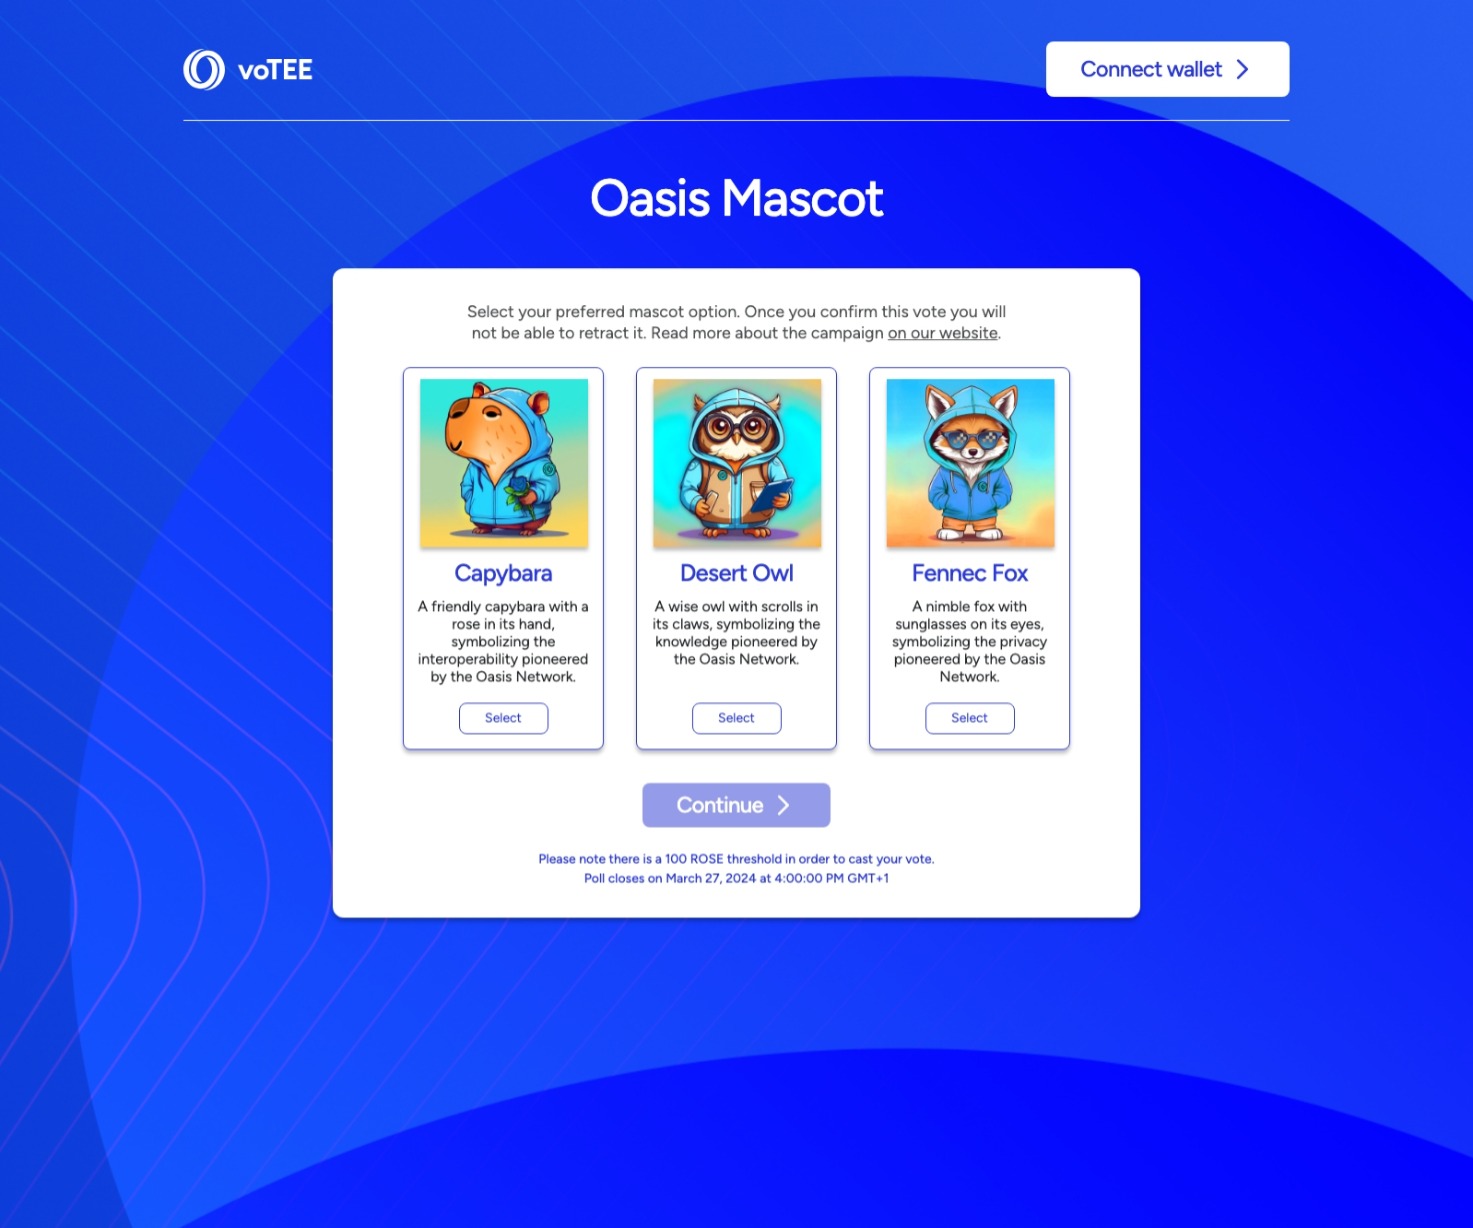 voTEE
Connect wallet
Oasis Mascot
Select your preferred mascot option. Once you confirm this vote you will
not be able to retract it. Read more about the campaign on our website.
Capybara
A friendly capybara with a
rose in its hand,
symbolizing the
interoperability pioneered
by the Oasis Network.
Select
Desert Owl
A wise owl with scrolls in
its claws, symbolizing the
knowledge pioneered by
the Oasis Network.
Select
Fennec Fox
A nimble fox with
sunglasses on its eyes,
symbolizing the privacy
pioneered by the Oasis
Network.
Select
Continue
Please note there is a 100 ROSE threshold in order to cast your vote.
Poll closes on March 27, 2024 at 4:00:00 PM GMT+1